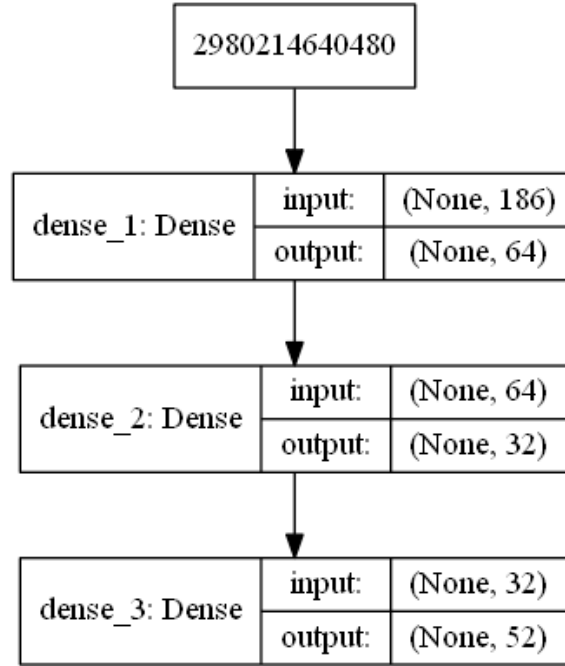 2980214640480
dense_1: Dense
input:
(None, 186)
output:
(None, 64)
dense_2: Dense
input:
(None, 64)
output:
(None, 32)
dense_3: Dense
input:
(None, 32)
output:
(None, 52)